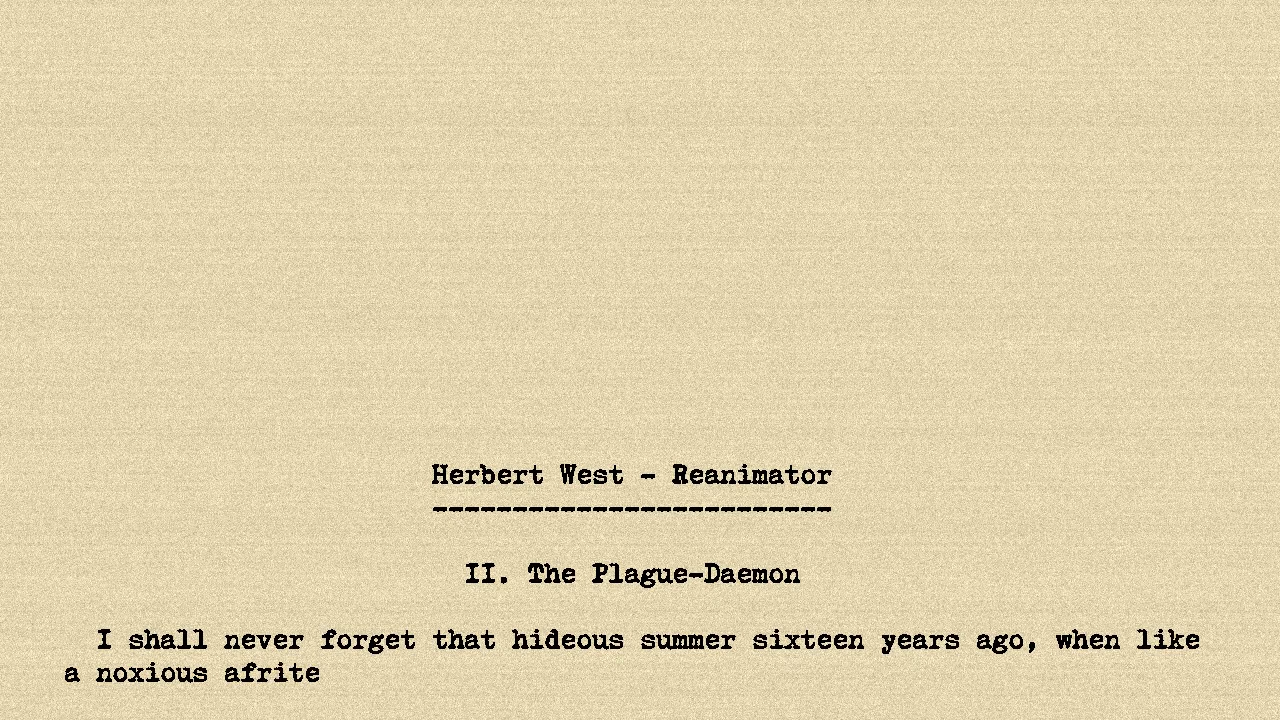 Herbert West - Reanimator
-------------------------
II. The Plague-Daemon
I shall never forget that hideous summer sixteen years ago, when like
a noxious afrite